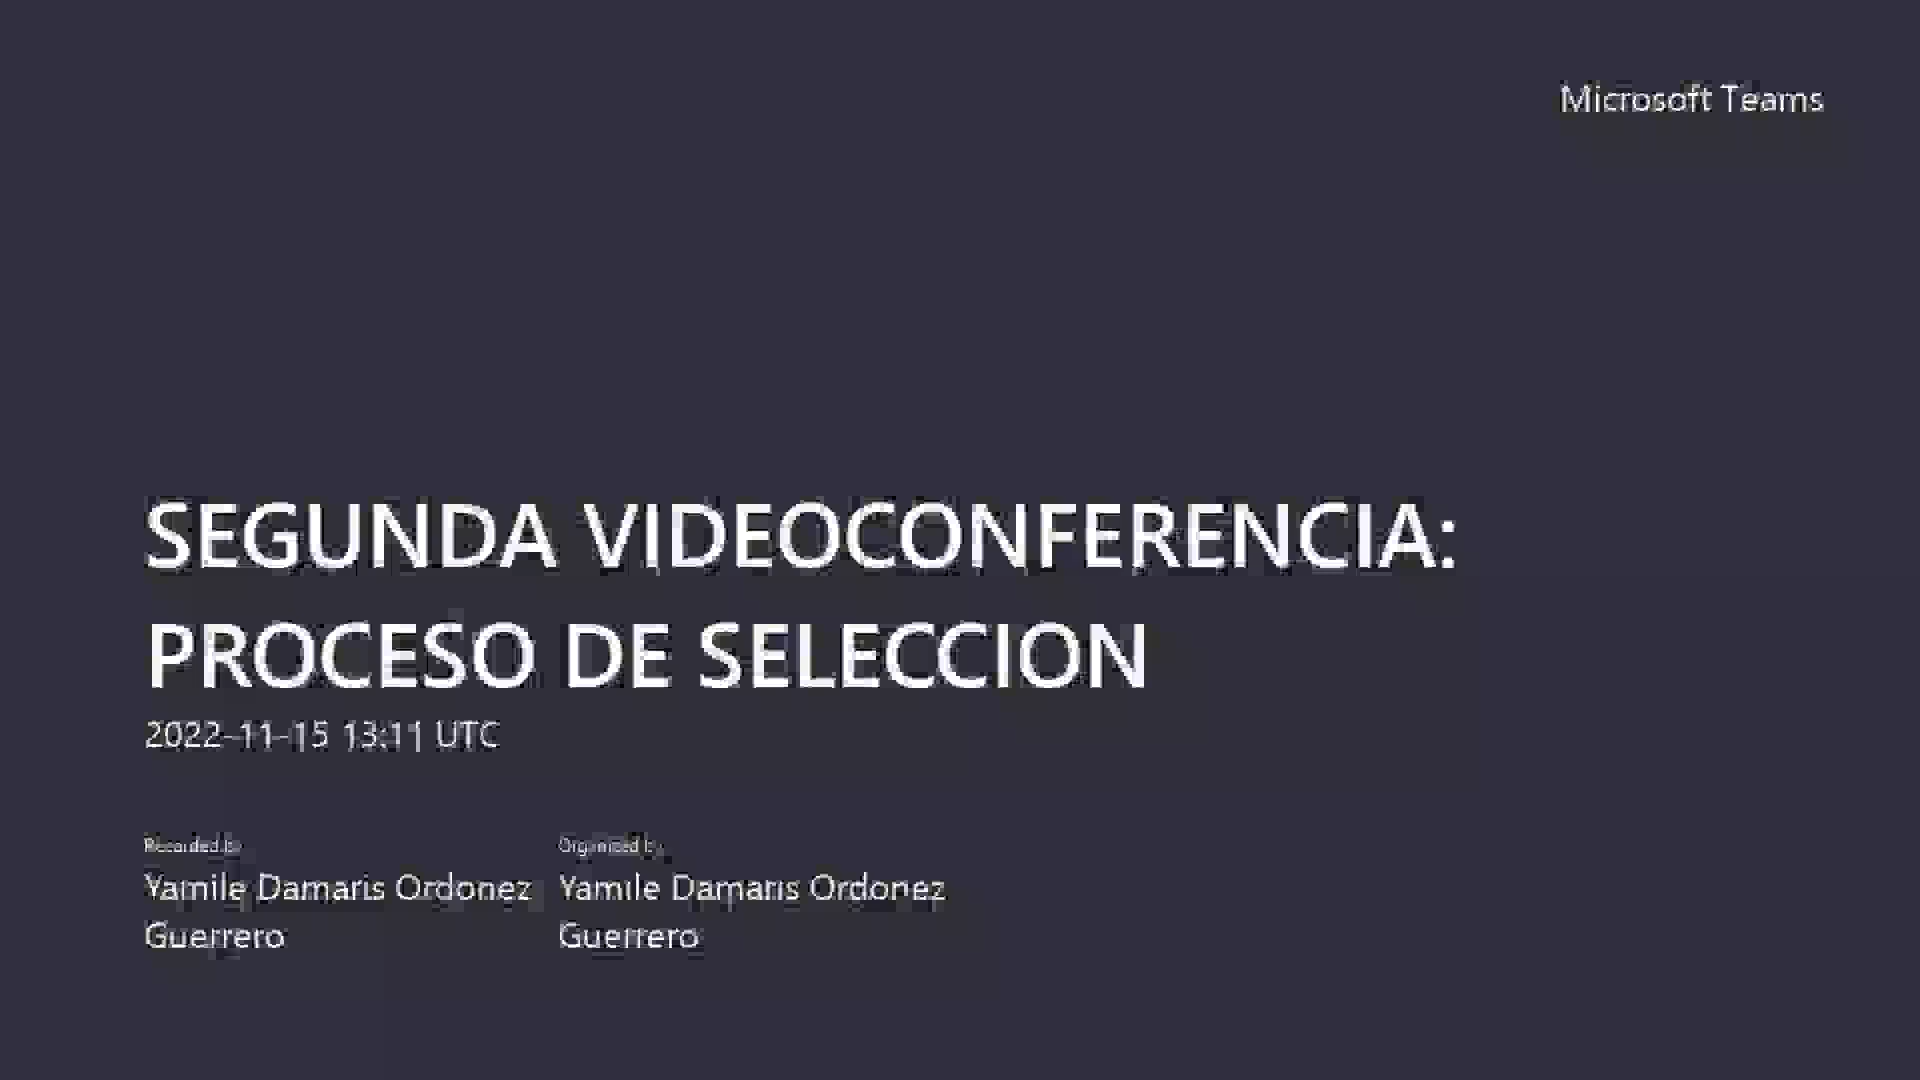 Microsoft Teams
SEGUNDA VIDEOCONFERENCIA:
PROCESO DE SELECCION
2022-11-15 13:11 UTC
Recorded by
Organized by
Yamile Damaris Ordonez
Guerrero
Yamile Damaris Ordonez
Guerrero